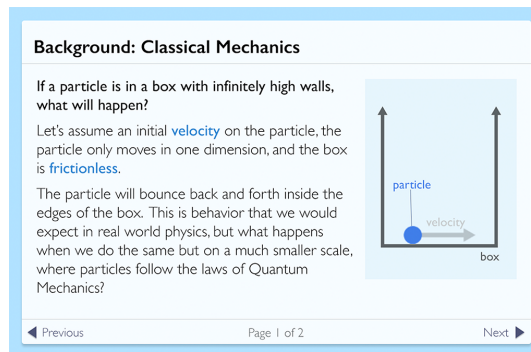 Background: Classical Mechanics
If a particle is in a box with infinitely high walls,
what will happen?
Let's assume an initial velocity on the particle, the
particle only moves in one dimension, and the box
is frictionless.
The particle will bounce back and forth inside the
edges of the box. This is behavior that we would
expect in real world physics, but what happens
when we do the same but on a much smaller scale,
where particles follow the laws of Quantum
Mechanics?
particle
velocity
box
Previous
Page 1 of 2
Next